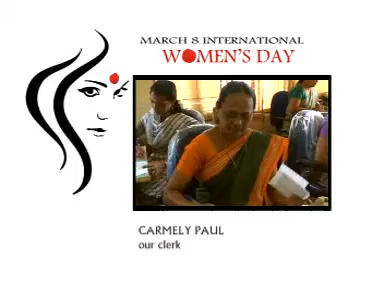 MARCH 8 INTERNATIONAL
WOMEN'S DAY
CARMELY PAUL
our clerk